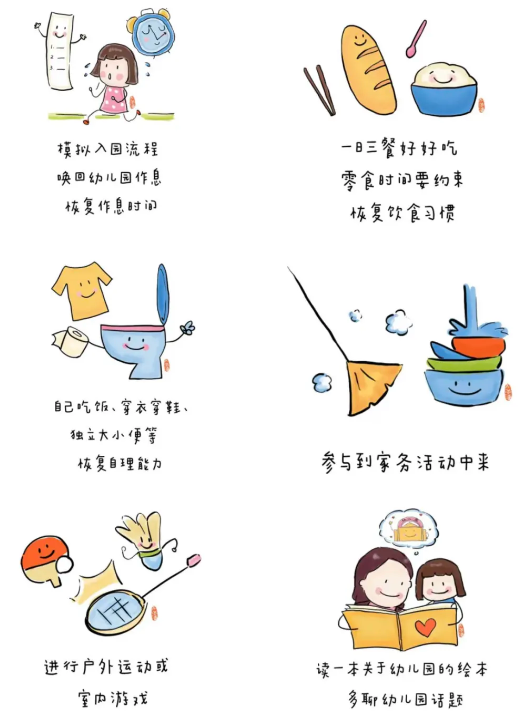 模拟入园流程
唤回幼儿园作息
恢复作息时间
一日三餐好好吃
零食时间要约束
恢复饮食习惯
自己吃饭、穿衣穿鞋、
独立大小便等
恢复自理能力
参与到家务活动中来
进行户外运动或
室内游戏
读一本关于幼儿园的绘本
多聊幼儿园话题